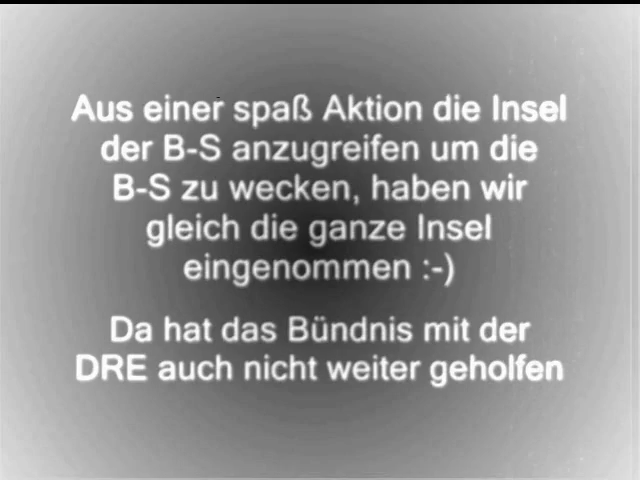 Aus einer spaß Aktion die Insel
der B-S anzugreifen um die
B-S zu wecken, haben wir
gleich die ganze Insel
eingenommen :-)
Da hat das Bündnis mit der
DRE auch nicht weiter geholfen